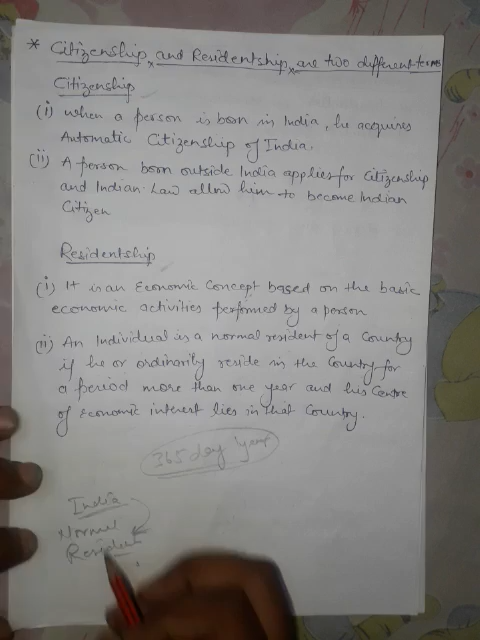 * Citizenship and Residentship are two different terms
Citizenship
(i) When a person is born in India, he acquires
Automatic Citizenship of India.
(ii) A person born outside India applies for Citizenship
and Indian Law allow him to become Indian
Citizen
Residentship
(i) It is an Economic Concept based on the basic
economic activities performed by a person
(ii) An Individual is a normal resident of a Country
if he or ordinarily reside in the Country for
a period more than one year and his Centre
of Economic interest lies in that Country.
365 day year
India
Normal
Resident